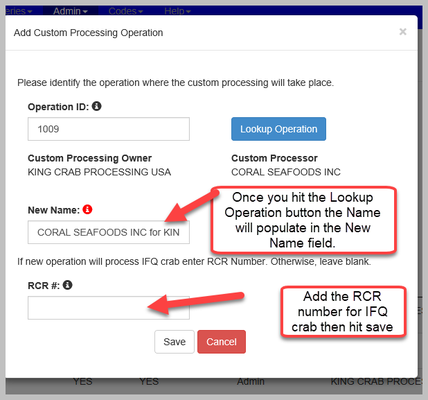 eries Admin Codes Help
Add Custom Processing Operation ×
Please identify the operation where the custom processing will take place.
Operation ID:
1009
Lookup Operation
Custom Processing Owner
KING CRAB PROCESSING USA
Custom Processor
CORAL SEAFOODS INC
New Name:
CORAL SEAFOODS INC for KIN
Once you hit the Lookup
Operation button the Name
will populate in the New
Name field.
If new operation will process IFQ crab enter RCR Number. Otherwise, leave blank.
RCR #:
Add the RCR
number for IFQ
crab then hit save
Save Cancel
YES YES Admin KING CRAB PROCES